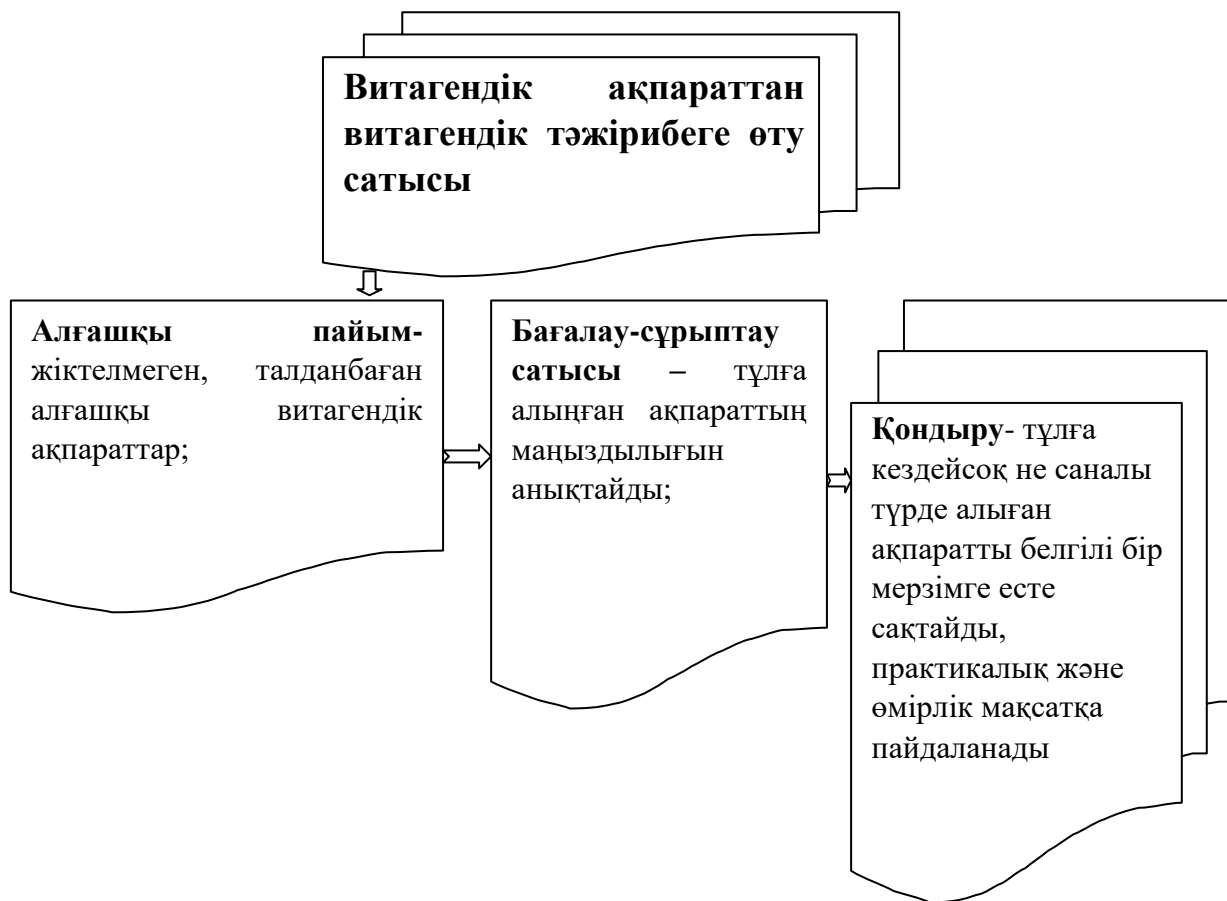 Витагендік ақпараттан
витагендік тәжірибеге өту
сатысы
Алғашқы пайым-
жіктелмеген, талданбаған
алғашқы витагендік
ақпараттар;
Бағалау-сұрыптау
сатысы – тұлға
алыңған ақпараттың
маңыздылығын
анықтайды;
Қондыру- тұлға
кездейсоқ не саналы
түрде алыған
ақпаратты белгілі бір
мерзімге есте
сақтайды,
практикалық және
өмірлік мақсатқа
пайдаланады